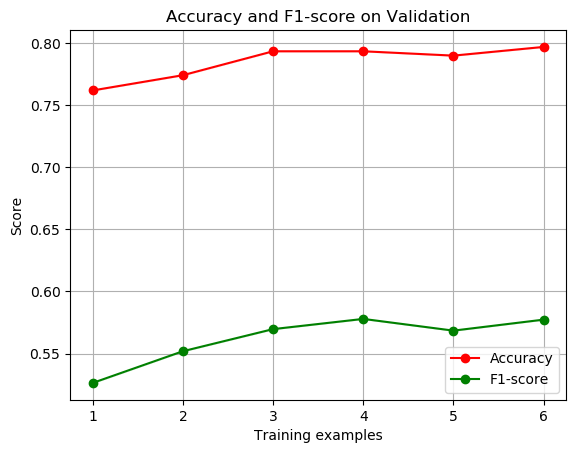 Accuracy and F1-score on Validation
0.80
0.75
0.70
0.65
0.60
0.55
Score
Accuracy
F1-score
1 2 3 4 5 6
Training examples